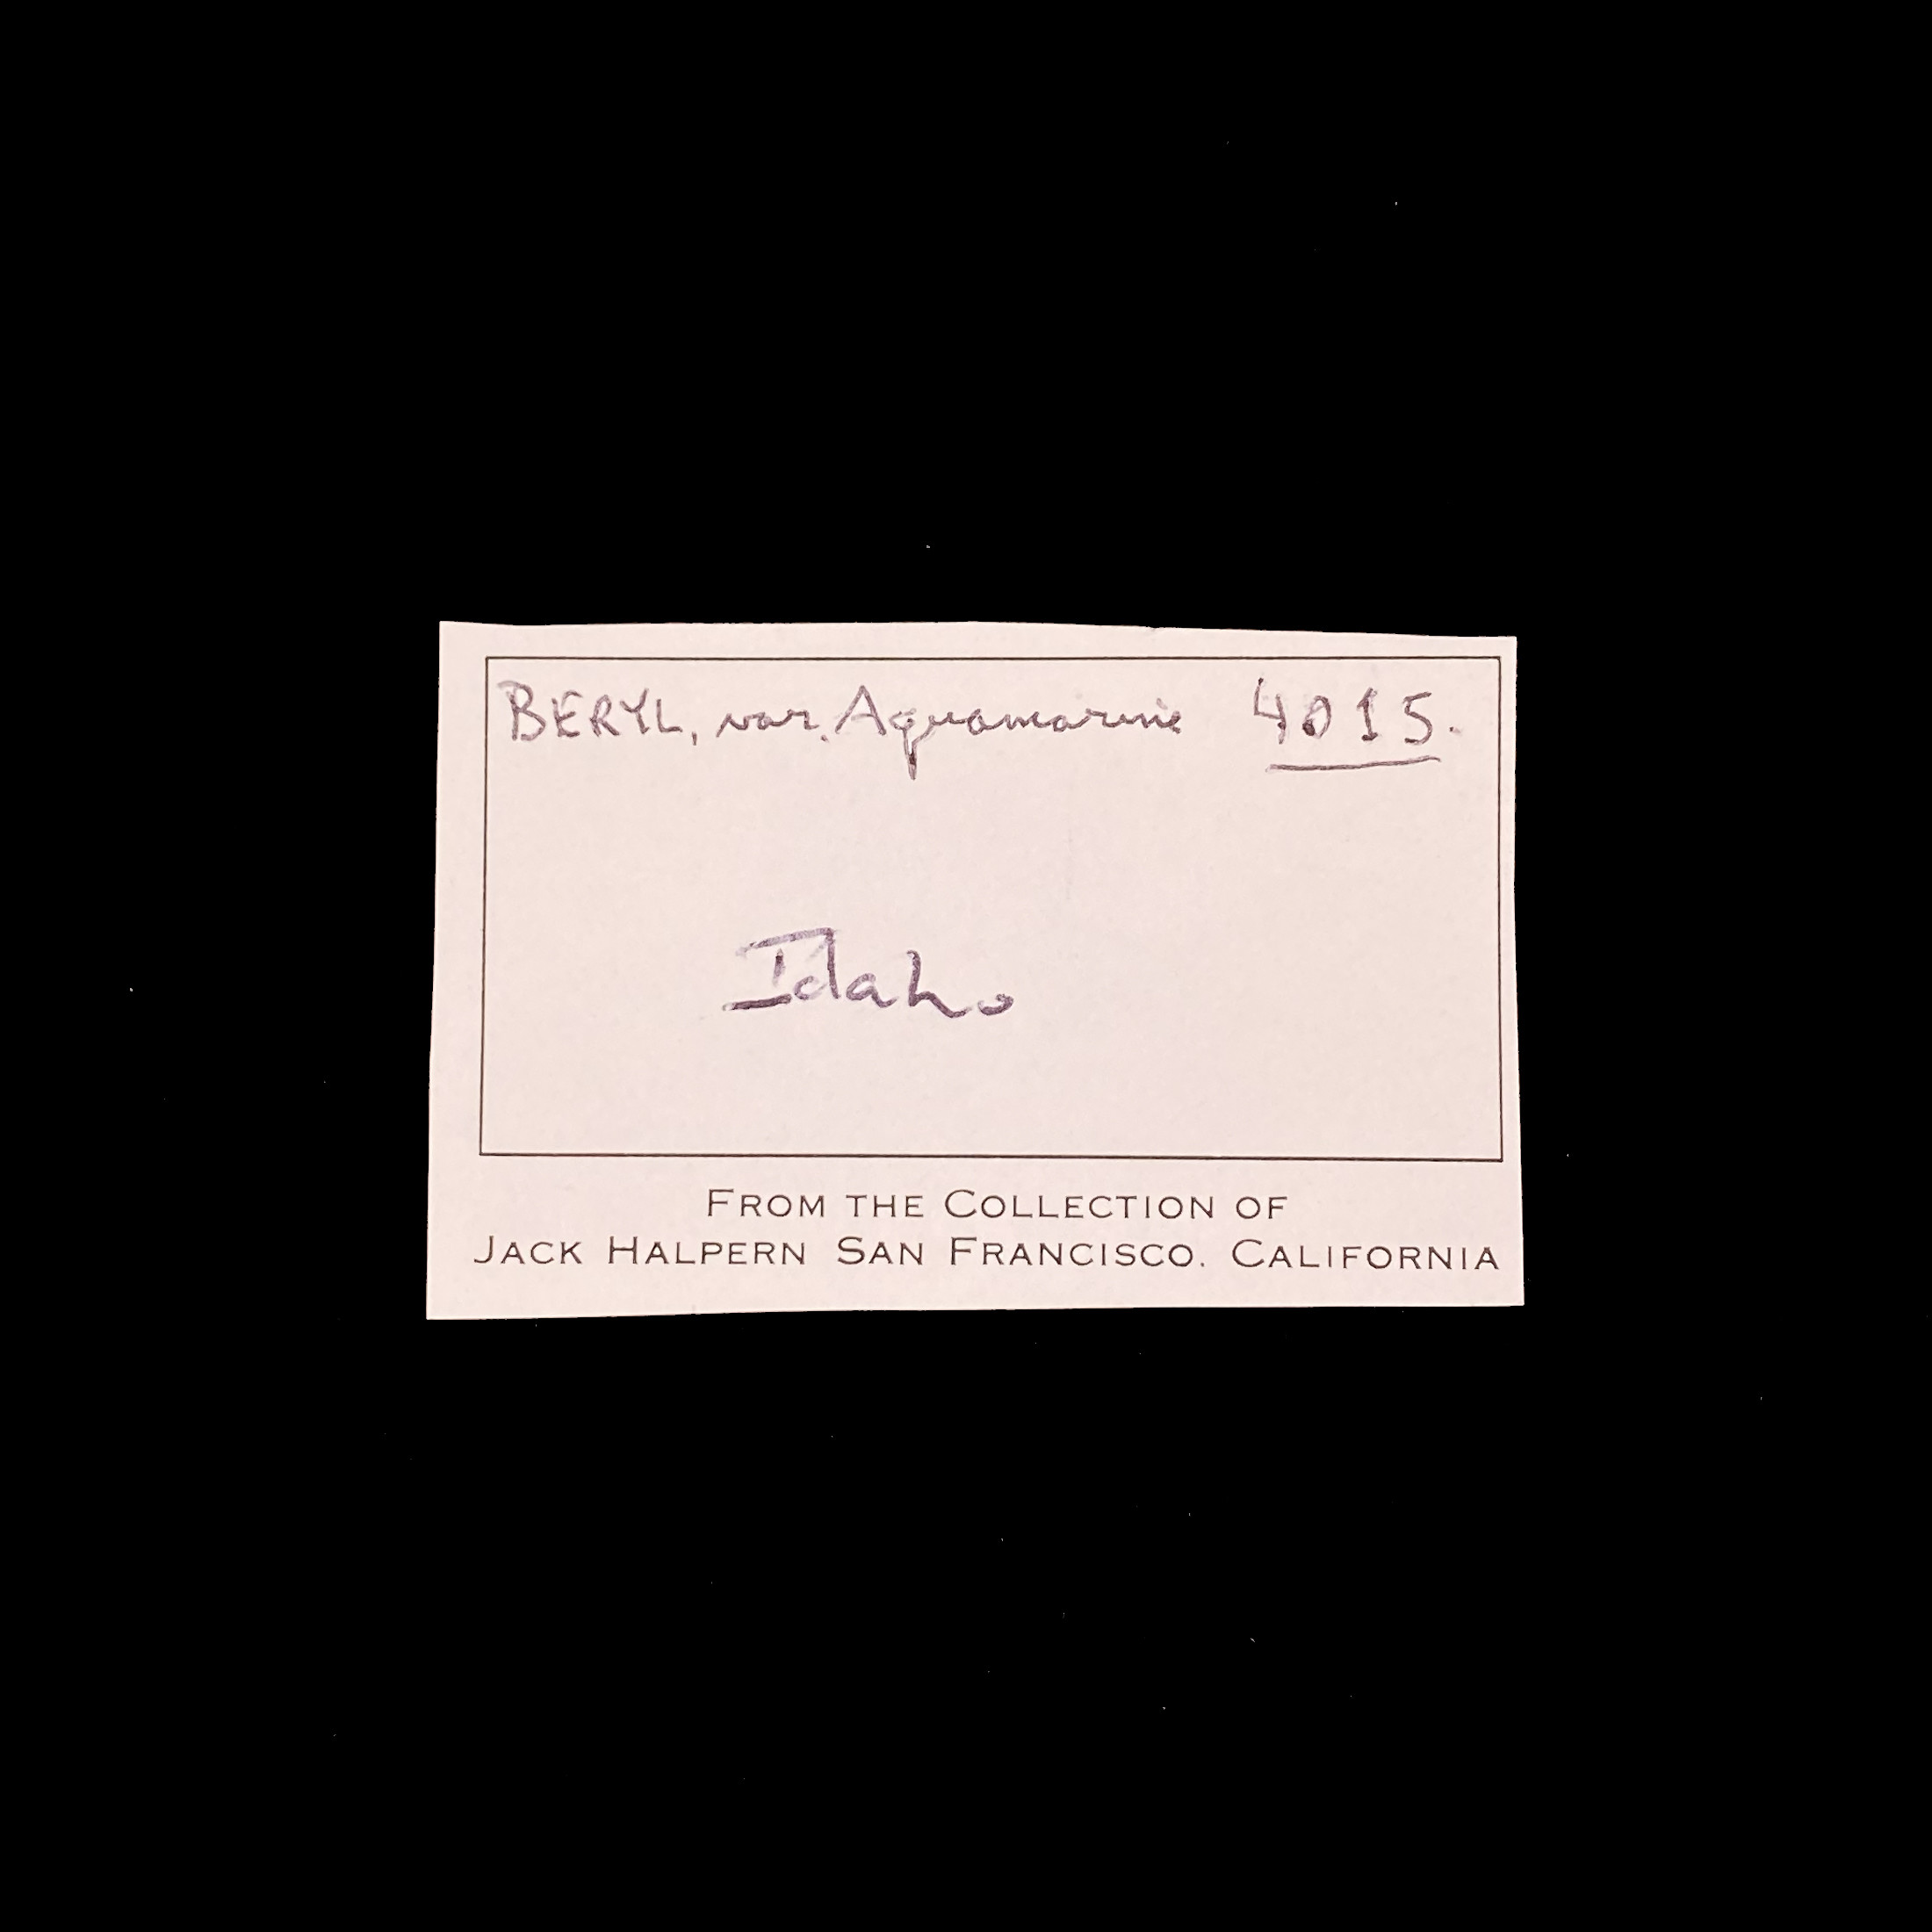 BERYL, var. Aquamarine 4015.
Idaho
FROM THE COLLECTION OF
JACK HALPERN SAN FRANCISCO. CALIFORNIA